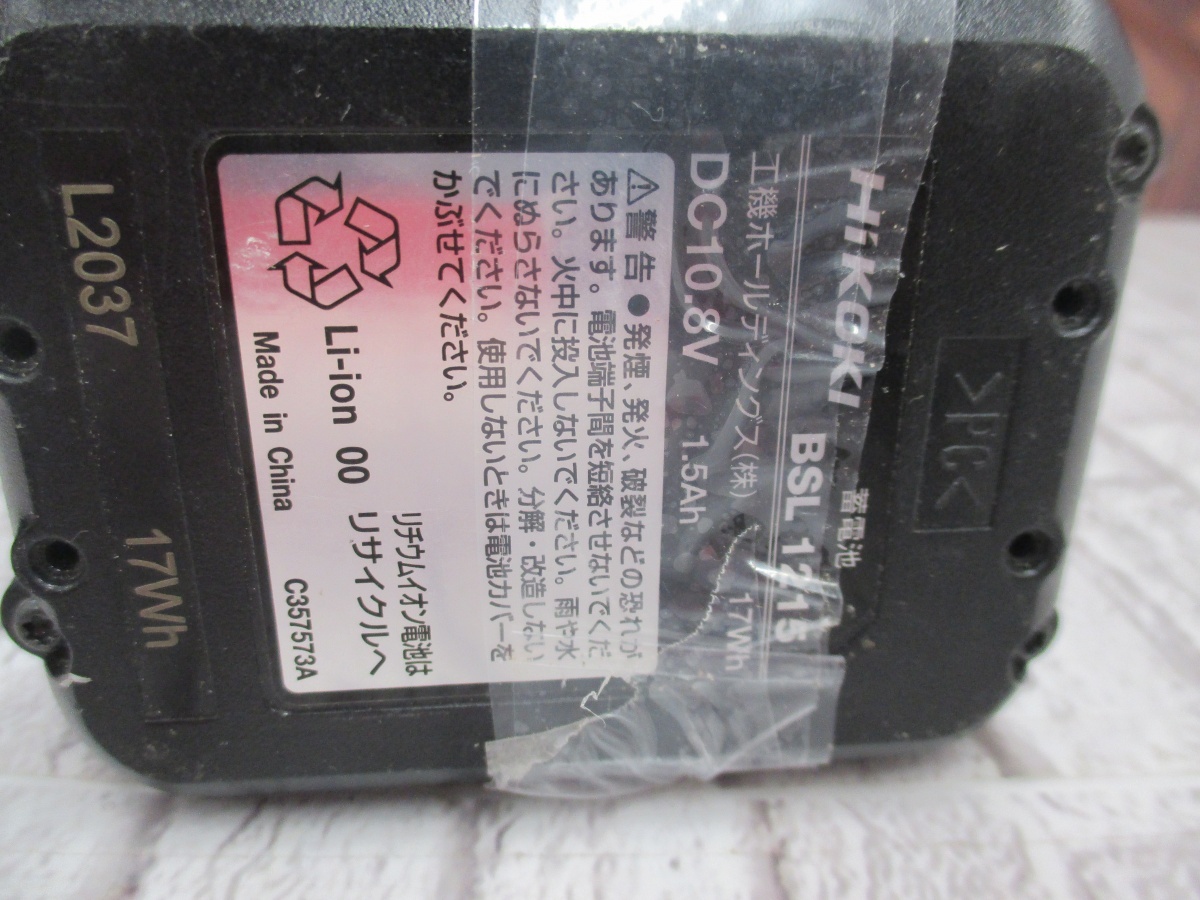 HiKOKI 蓄電池
BSL 1215
工機ホールディングス(株)
DC10.8V 1.5Ah 17Wh
⚠警告 ●発煙、発火、破裂などの恐れが
あります。電池端子間を短絡させないでくだ
さい。火中に投入しないでください。雨や水
にぬらさないでください。分解・改造しない
でください。使用しないときは電池カバーを
かぶせてください。
リチウムイオン電池は
Li-ion 00 リサイクルへ
Made in China C357573A
L2037 17Wh
>PC<